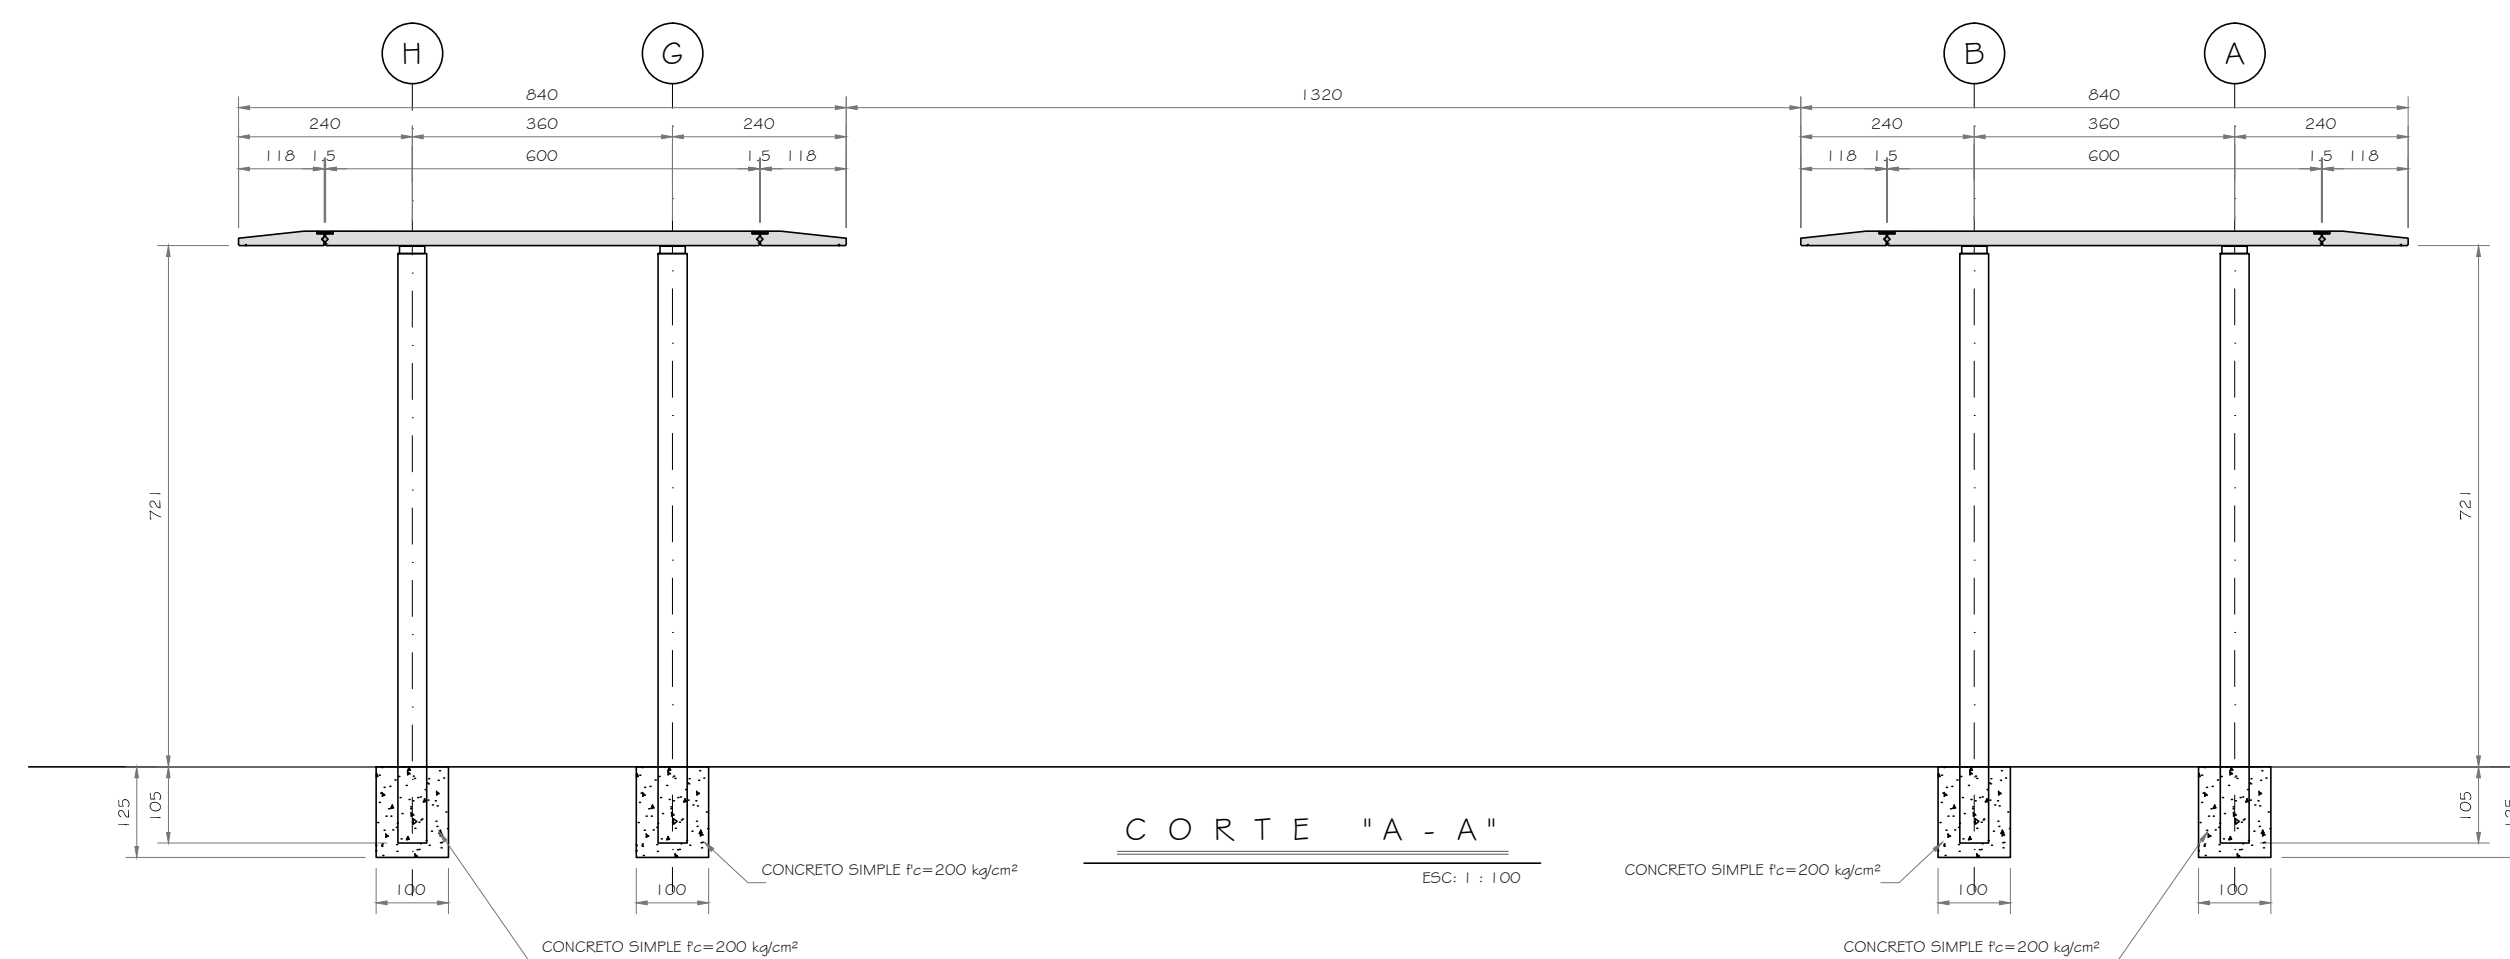 H G B A
840 1320 840
240 360 240 240 360 240
118 1.5 600 1.5 118 118 1.5 600 1.5 118
721 721
125 105 105
CORTE "A-A"
CONCRETO SIMPLE f'c=200 kg/cm² CONCRETO SIMPLE f'c=200 kg/cm²
ESC: 1 : 100
100 100 100 100
CONCRETO SIMPLE f'c=200 kg/cm² CONCRETO SIMPLE f'c=200 kg/cm²